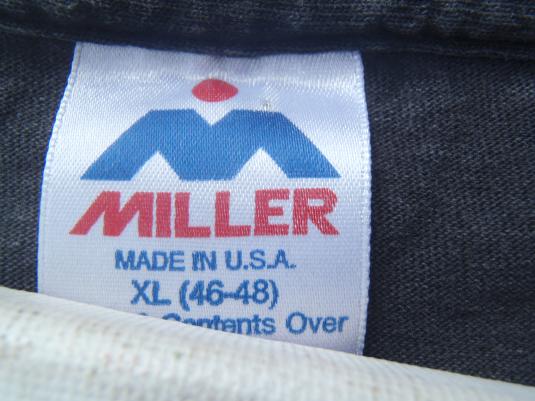 MILLER
MADE IN U.S.A.
XL (46-48)
Contents Over